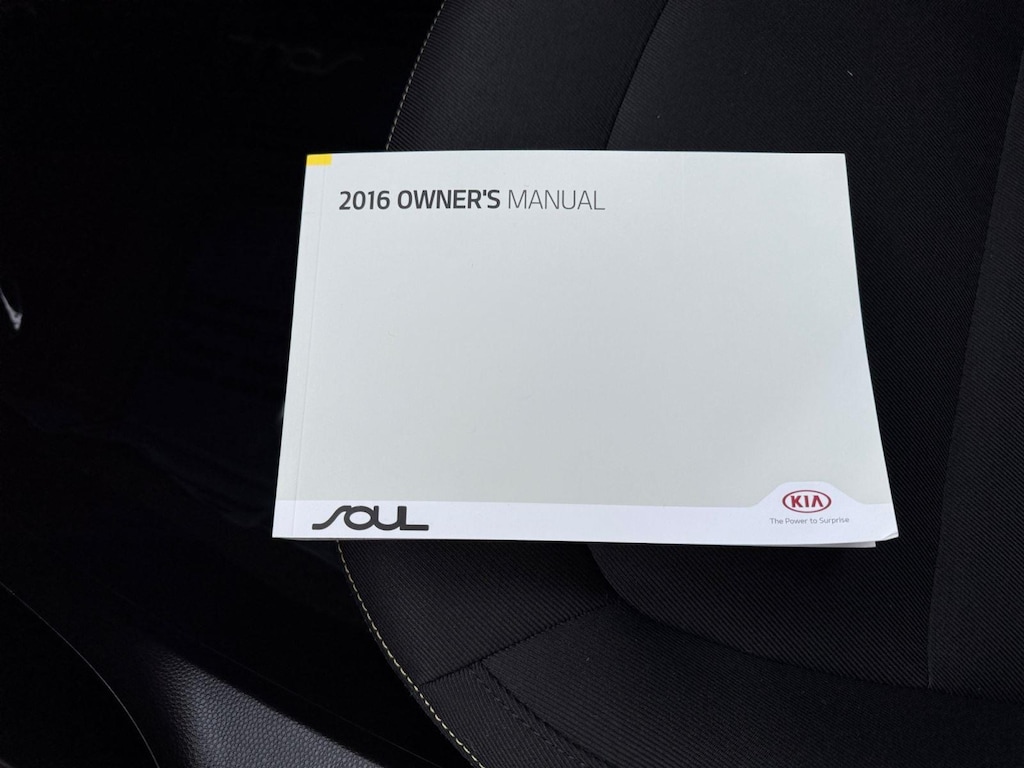 2016 OWNER'S MANUAL
SOUL
KIA
The Power to Surprise